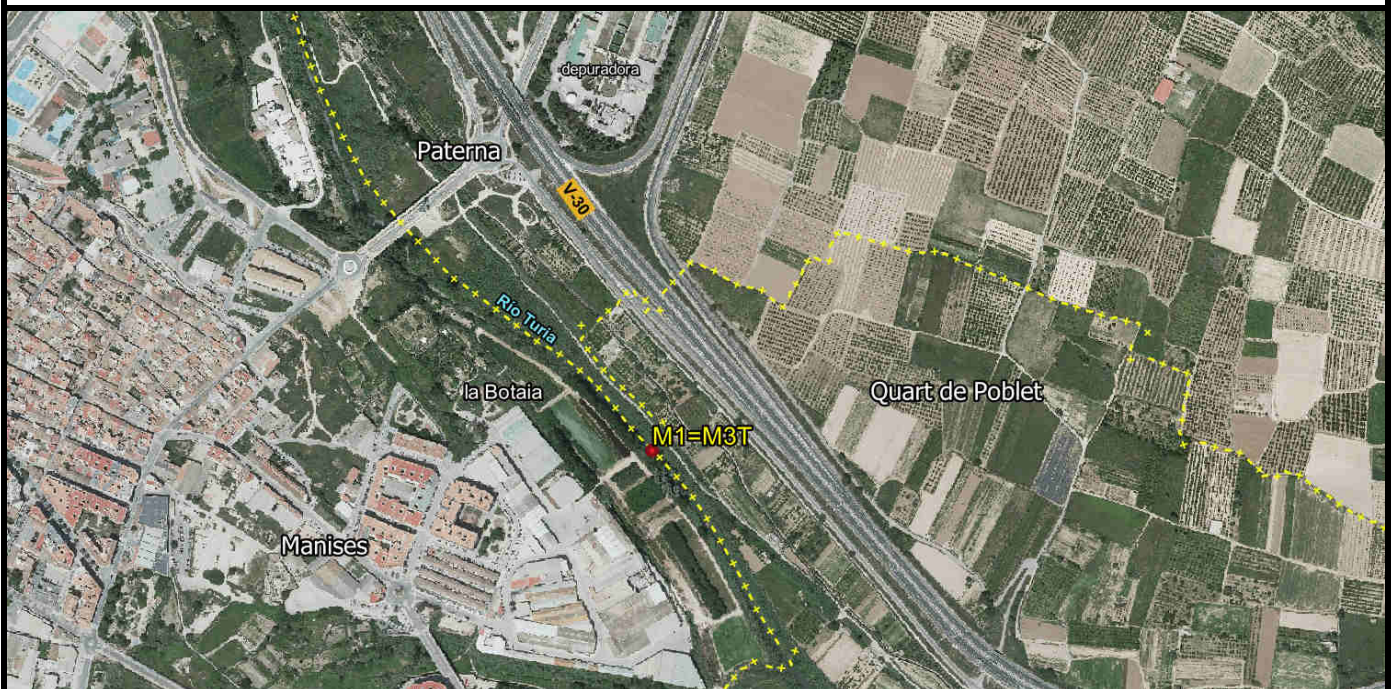 depuradora
Paterna
V-30
Río Turia
la Botaia
Quart de Poblet
M1=M3T
Manises